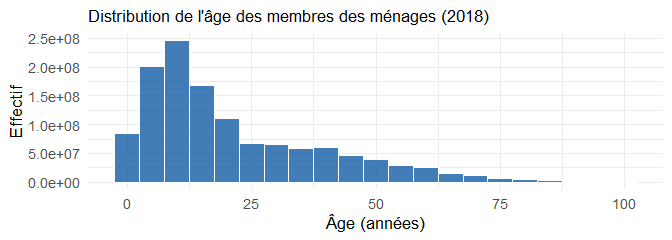 Distribution de l'âge des membres des ménages (2018)
2.5e+08
2.0e+08
1.5e+08
1.0e+08
5.0e+07
0.0e+00
Effectif
0 25 50 75 100
Âge (années)